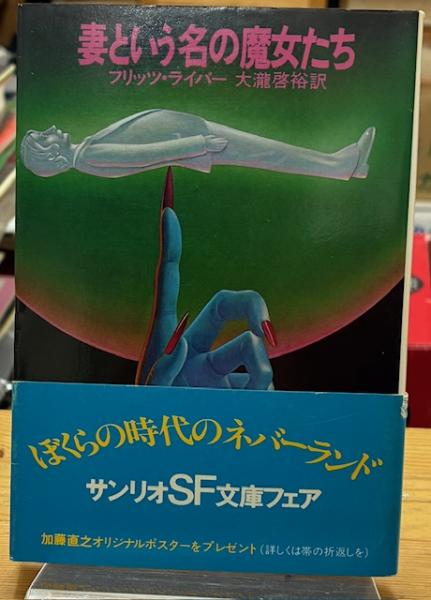 妻という名の魔女たち
フリッツ・ライバー 大瀧啓裕訳
ぼくらの時代のネバーランド
サンリオSF文庫フェア
加藤直之オリジナルポスターをプレゼント(詳しくは帯の折返しを)